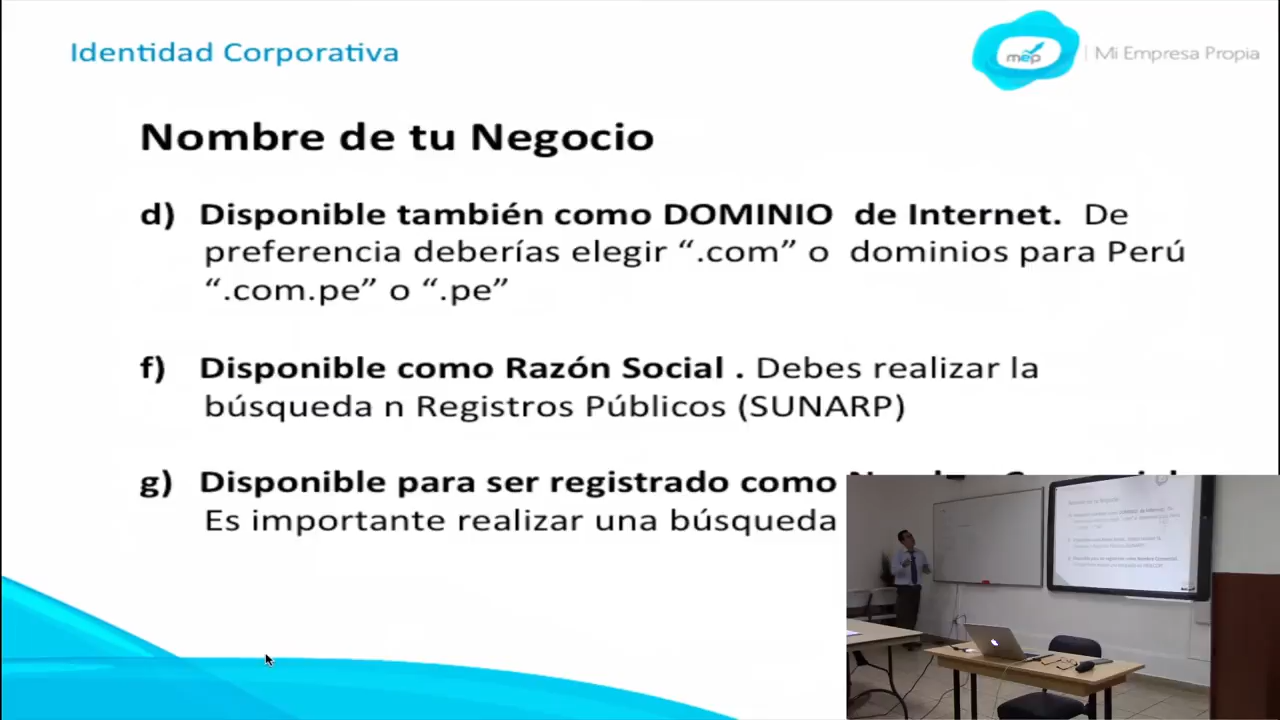 Identidad Corporativa
mep
Mi Empresa Propia
Nombre de tu Negocio
d) Disponible también como DOMINIO de Internet. De
preferencia deberías elegir “.com” o dominios para Perú
“.com.pe” o “.pe”
f) Disponible como Razón Social . Debes realizar la
búsqueda n Registros Públicos (SUNARP)
g) Disponible para ser registrado como
Es importante realizar una búsqueda